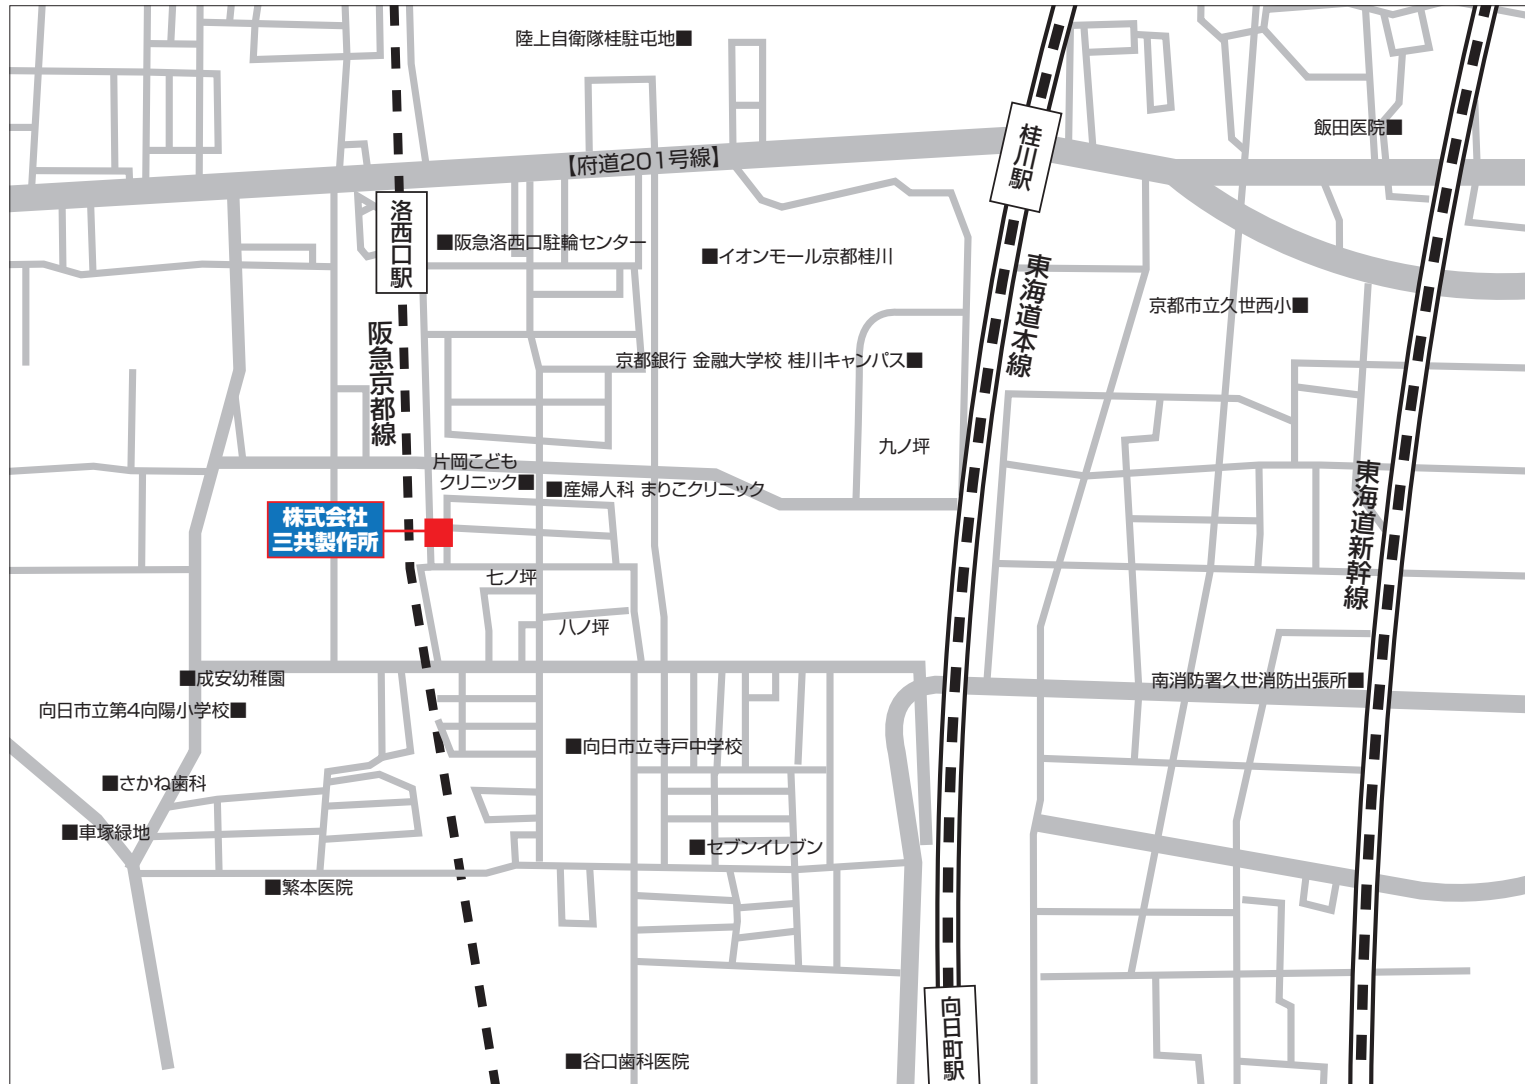 陸上自衛隊桂駐屯地■
飯田医院■
桂川駅
【府道201号線】
洛西口駅
■阪急洛西口駐輪センター
■イオンモール京都桂川
東海道本線
京都市立久世西小■
阪急京都線
京都銀行 金融大学校 桂川キャンパス■
九ノ坪
片岡こども
クリニック■
■産婦人科 まりこクリニック
東海道新幹線
株式会社
三共製作所
七ノ坪
八ノ坪
■成安幼稚園
南消防署久世消防出張所■
向日市立第4向陽小学校■
■向日市立寺戸中学校
■さかね歯科
■車塚緑地
■セブンイレブン
■繁本医院
向日町駅
■谷口歯科医院